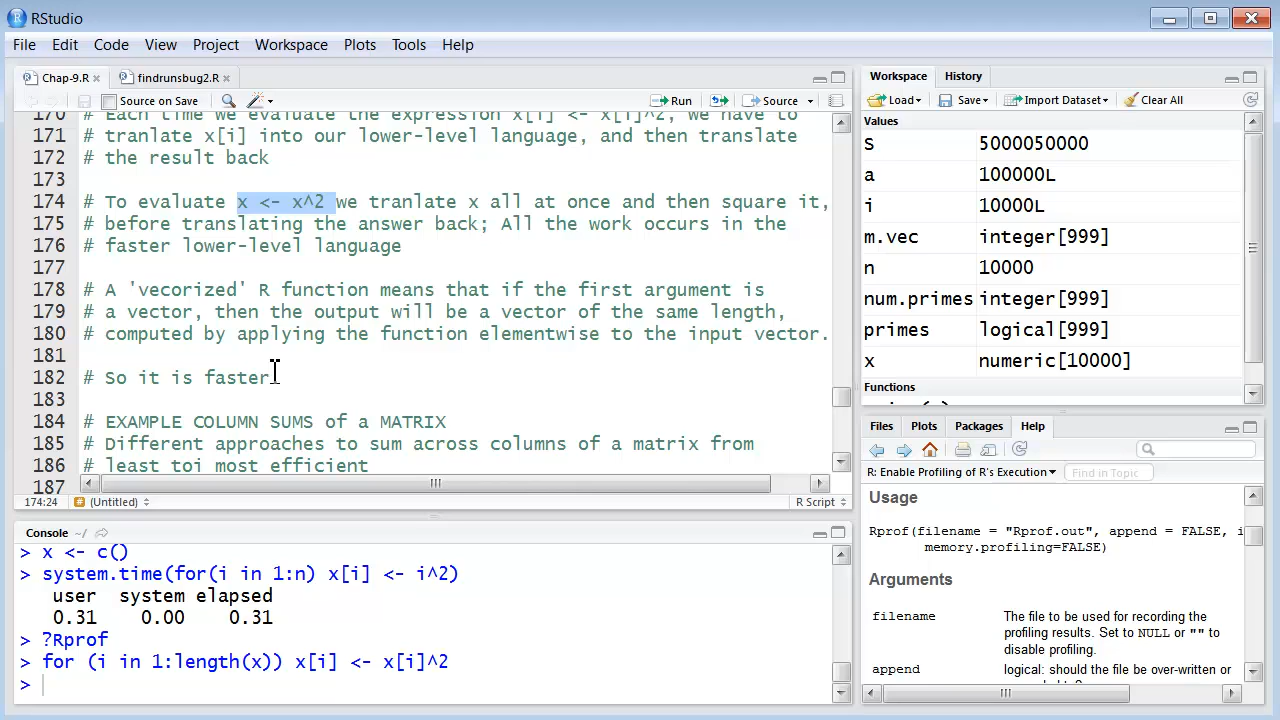 RStudio
File Edit Code View Project Workspace Plots Tools Help
Chap-9.R findrunsbug2.R
Source on Save Run Source
170 # Each time we evaluate the expression x[i] <- x[i]^2, we have to
171 # tranlate x[i] into our lower-level language, and then translate
172 # the result back
173
174 # To evaluate x <- x^2 we tranlate x all at once and then square it,
175 # before translating the answer back; All the work occurs in the
176 # faster lower-level language
177
178 # A 'vecorized' R function means that if the first argument is
179 # a vector, then the output will be a vector of the same length,
180 # computed by applying the function elementwise to the input vector.
181
182 # So it is faster
183
184 # EXAMPLE COLUMN SUMS of a MATRIX
185 # Different approaches to sum across columns of a matrix from
186 # least toi most efficient
187
174:24 (Untitled) R Script
Console ~/
> x <- c()
> system.time(for(i in 1:n) x[i] <- i^2)
user system elapsed
0.31 0.00 0.31
> ?Rprof
> for (i in 1:length(x)) x[i] <- x[i]^2
>
Workspace History
Load Save Import Dataset Clear All
Values
S 5000050000
a 100000L
i 10000L
m.vec integer[999]
n 10000
num.primes integer[999]
primes logical[999]
x numeric[10000]
Functions
Files Plots Packages Help
R: Enable Profiling of R's Execution Find in Topic
Usage
Rprof(filename = "Rprof.out", append = FALSE, i
memory.profiling=FALSE)
Arguments
filename The file to be used for recording the
profiling results. Set to NULL or "" to
disable profiling.
append logical: should the file be over-written or